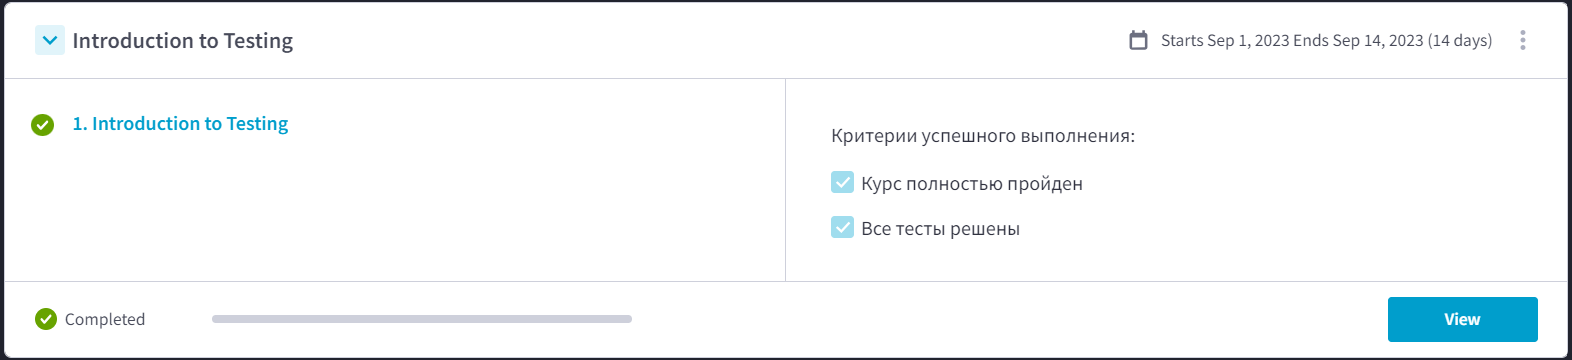 Introduction to Testing
Starts Sep 1, 2023 Ends Sep 14, 2023 (14 days)
1. Introduction to Testing
Критерии успешного выполнения:
Курс полностью пройден
Все тесты решены
Completed
View